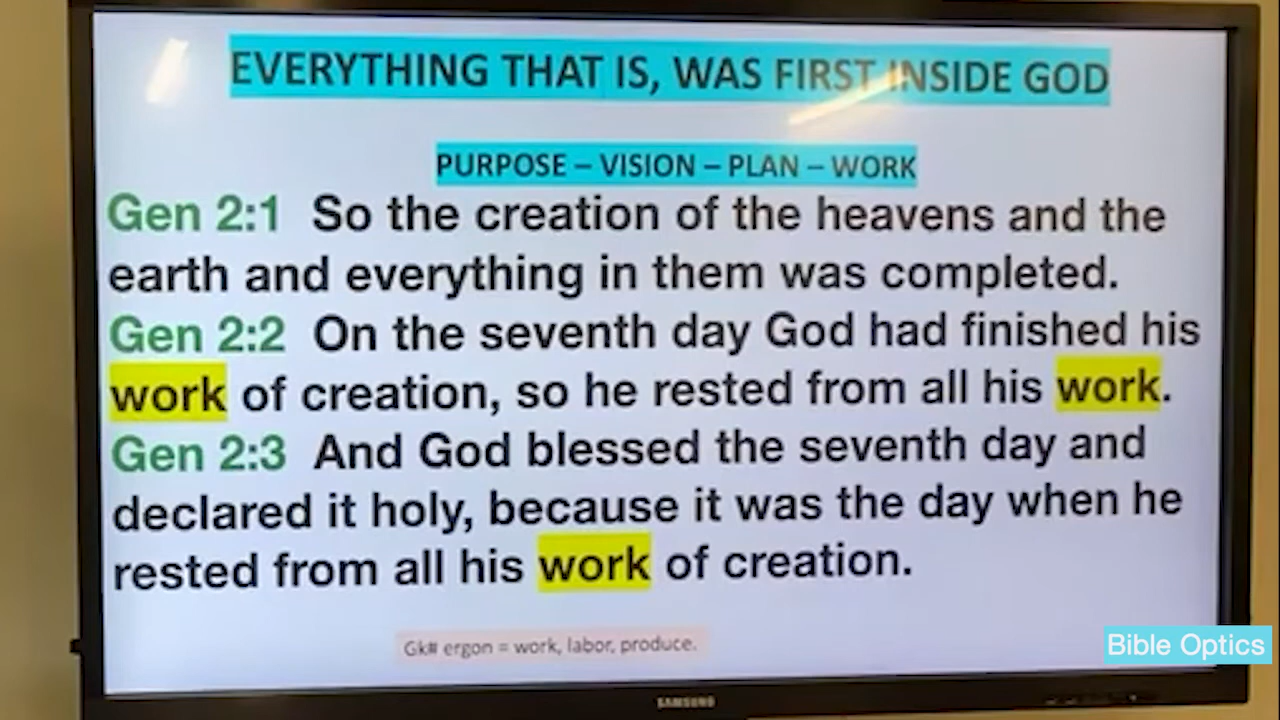 EVERYTHING THAT IS, WAS FIRST INSIDE GOD
PURPOSE – VISION – PLAN – WORK
Gen 2:1 So the creation of the heavens and the
earth and everything in them was completed.
Gen 2:2 On the seventh day God had finished his
work of creation, so he rested from all his work.
Gen 2:3 And God blessed the seventh day and
declared it holy, because it was the day when he
rested from all his work of creation.
Gk# ergon = work, labor, produce.
Bible Optics
SAMSUNG